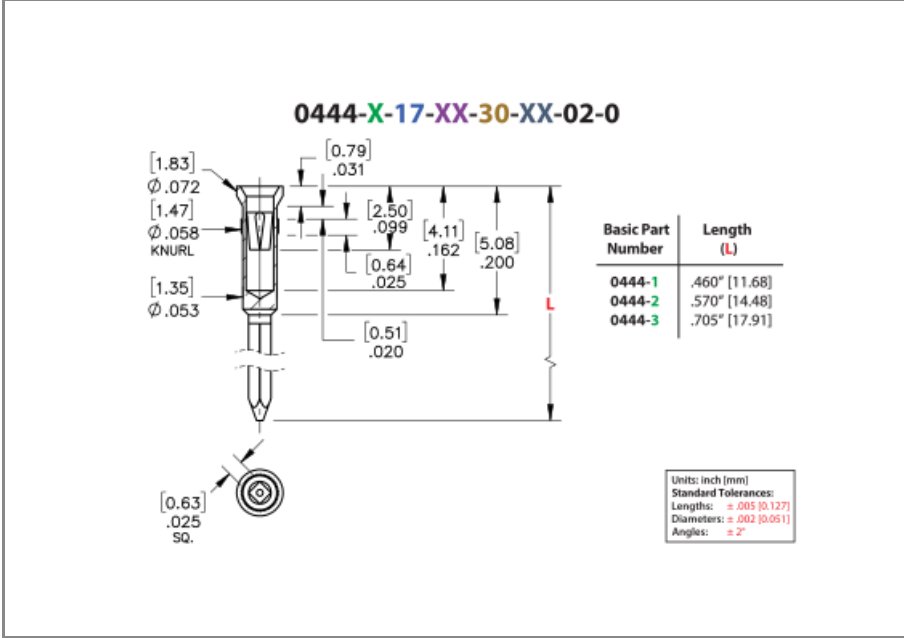 0444-X-17-XX-30-XX-02-0
[1.83]
Ø.072
[1.47]
Ø.058
KNURL
[1.35]
Ø.053
[0.79]
.031
[2.50]
.099
[0.64]
.025
[4.11]
.162
[5.08]
.200
[0.51]
.020
L
[0.63]
.025
SQ.
Basic Part Length
Number (L)
0444-1 .460" [11.68]
0444-2 .570" [14.48]
0444-3 .705" [17.91]
Units: inch [mm]
Standard Tolerances:
Lengths: ± .005 [0.127]
Diameters: ± .002 [0.051]
Angles: ± 2°